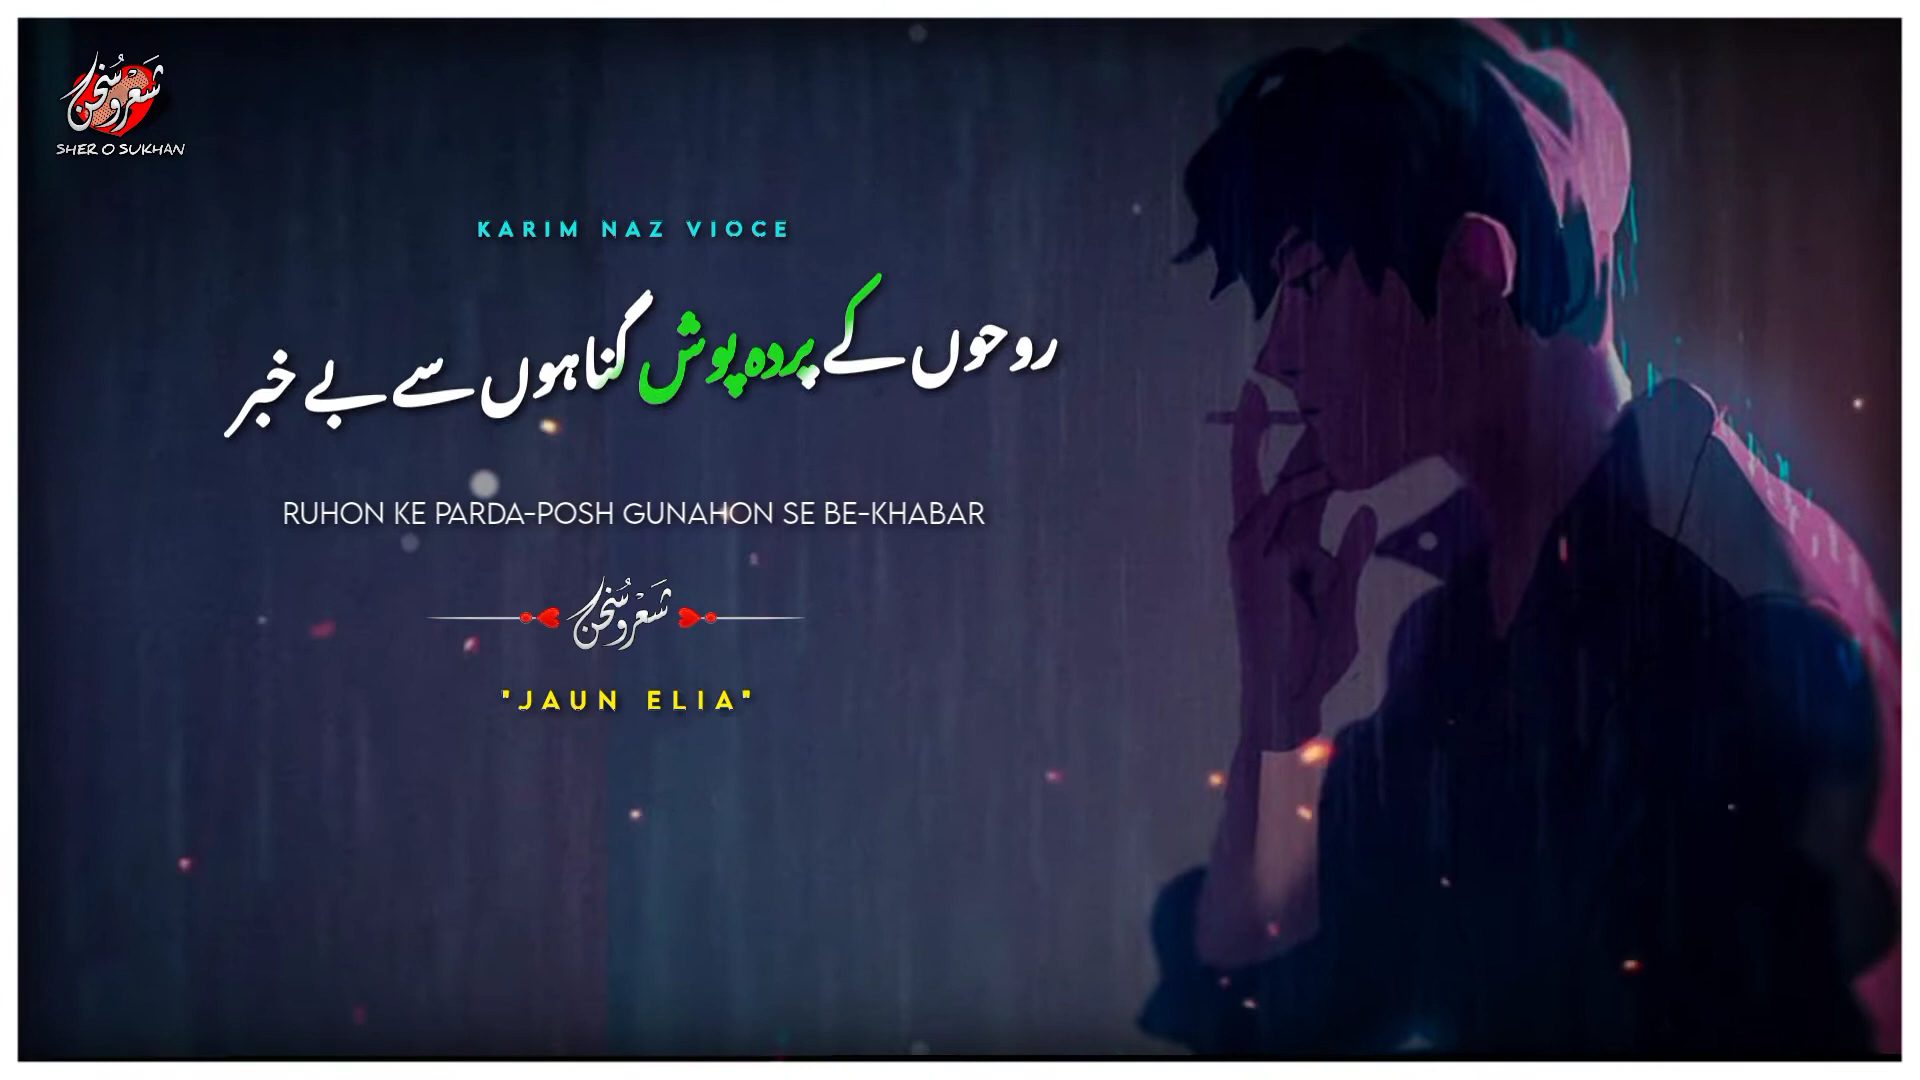 شعر و سخن
SHER O SUKHAN
KARIM NAZ VIOCE
روحوں کے پردہ پوش گناہوں سے بے خبر
RUHON KE PARDA-POSH GUNAHON SE BE-KHABAR
شعر و سخن
"JAUN ELIA"